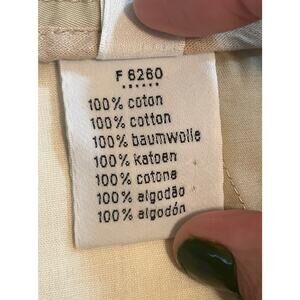 F 6260
100% coton
100% cotton
100% baumwolle
100% katoen
100% cotone
100% algodão
100% algodón